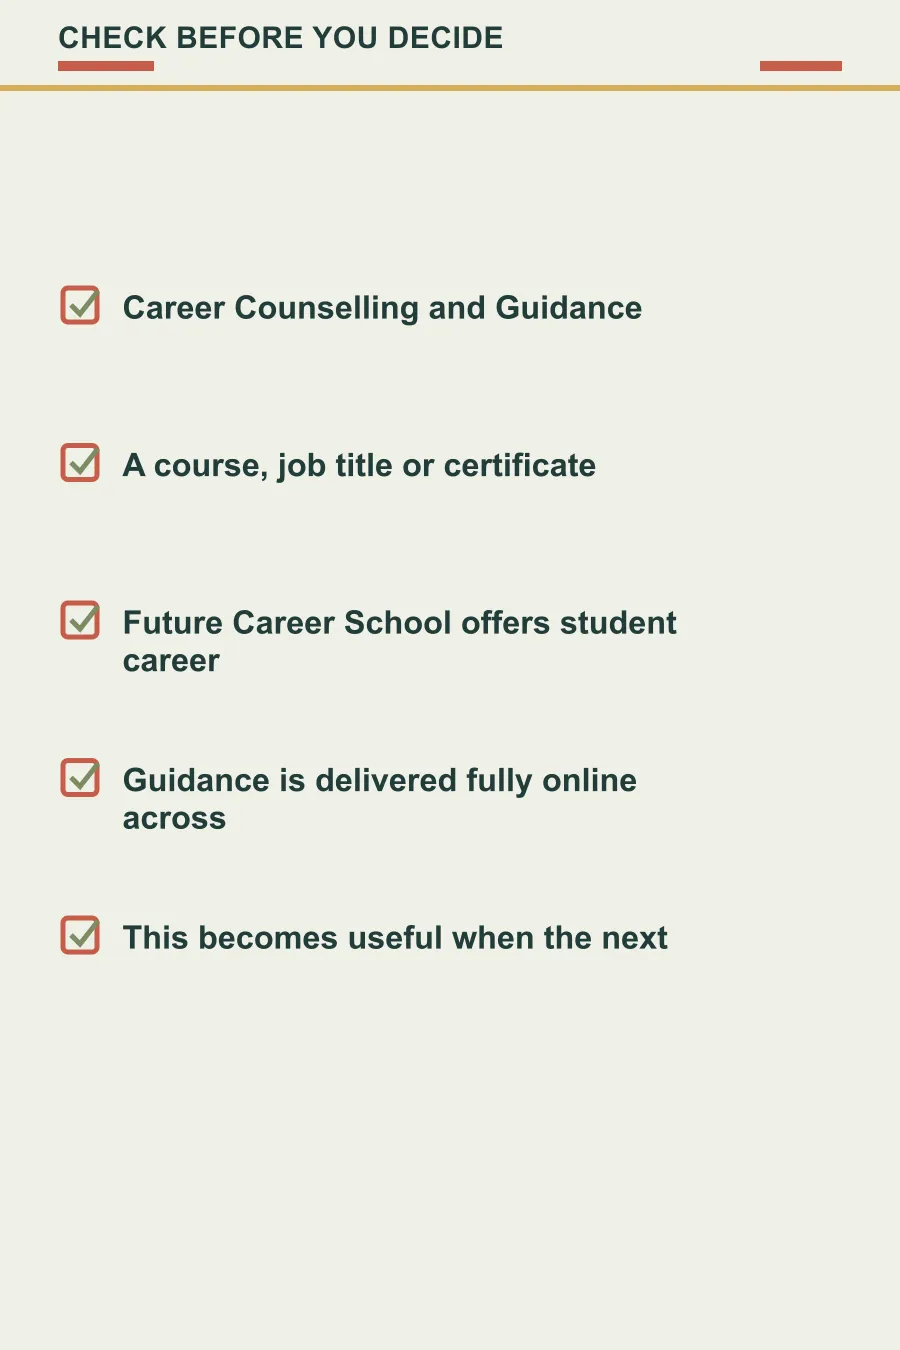 CHECK BEFORE YOU DECIDE
Career Counselling and Guidance
A course, job title or certificate
Future Career School offers student
career
Guidance is delivered fully online
across
This becomes useful when the next